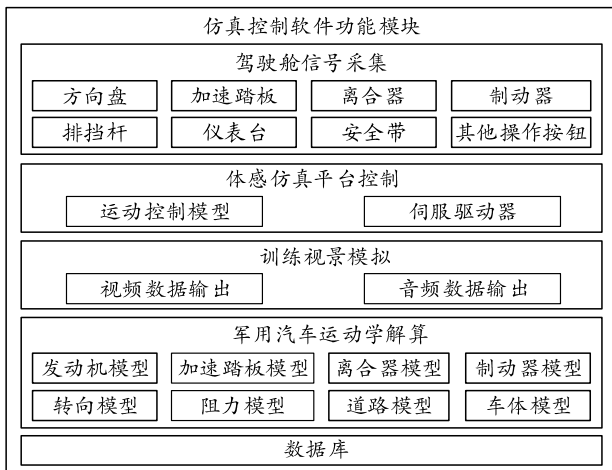 仿真控制软件功能模块
驾驶舱信号采集
方向盘 加速踏板 离合器 制动器
排挡杆 仪表台 安全带 其他操作按钮
体感仿真平台控制
运动控制模型 伺服驱动器
训练视景模拟
视频数据输出 音频数据输出
军用汽车运动学解算
发动机模型 加速踏板模型 离合器模型 制动器模型
转向模型 阻力模型 道路模型 车体模型
数据库